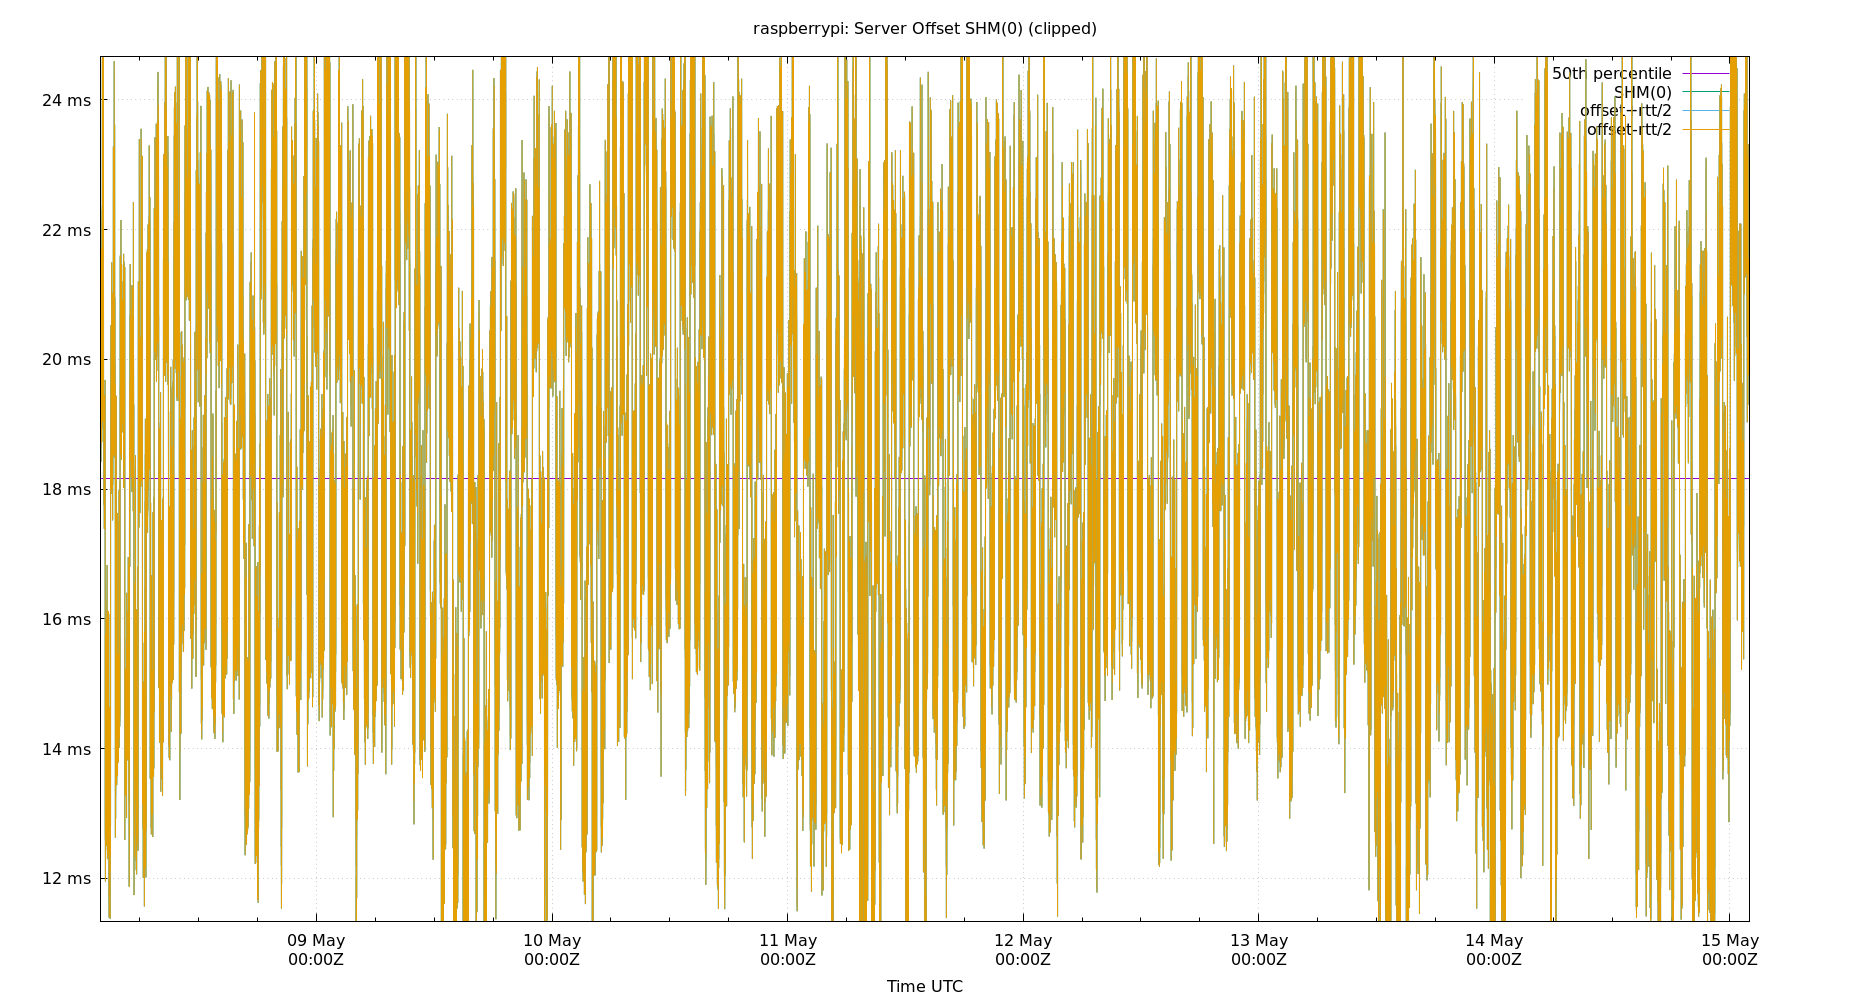 raspberrypi: Server Offset SHM(0) (clipped)
50th percentile
SHM(0)
offset+rtt/2
offset-rtt/2
24 ms
22 ms
20 ms
18 ms
16 ms
14 ms
12 ms
09 May 10 May 11 May 12 May 13 May 14 May 15 May
00:00Z 00:00Z 00:00Z 00:00Z 00:00Z 00:00Z 00:00Z
Time UTC